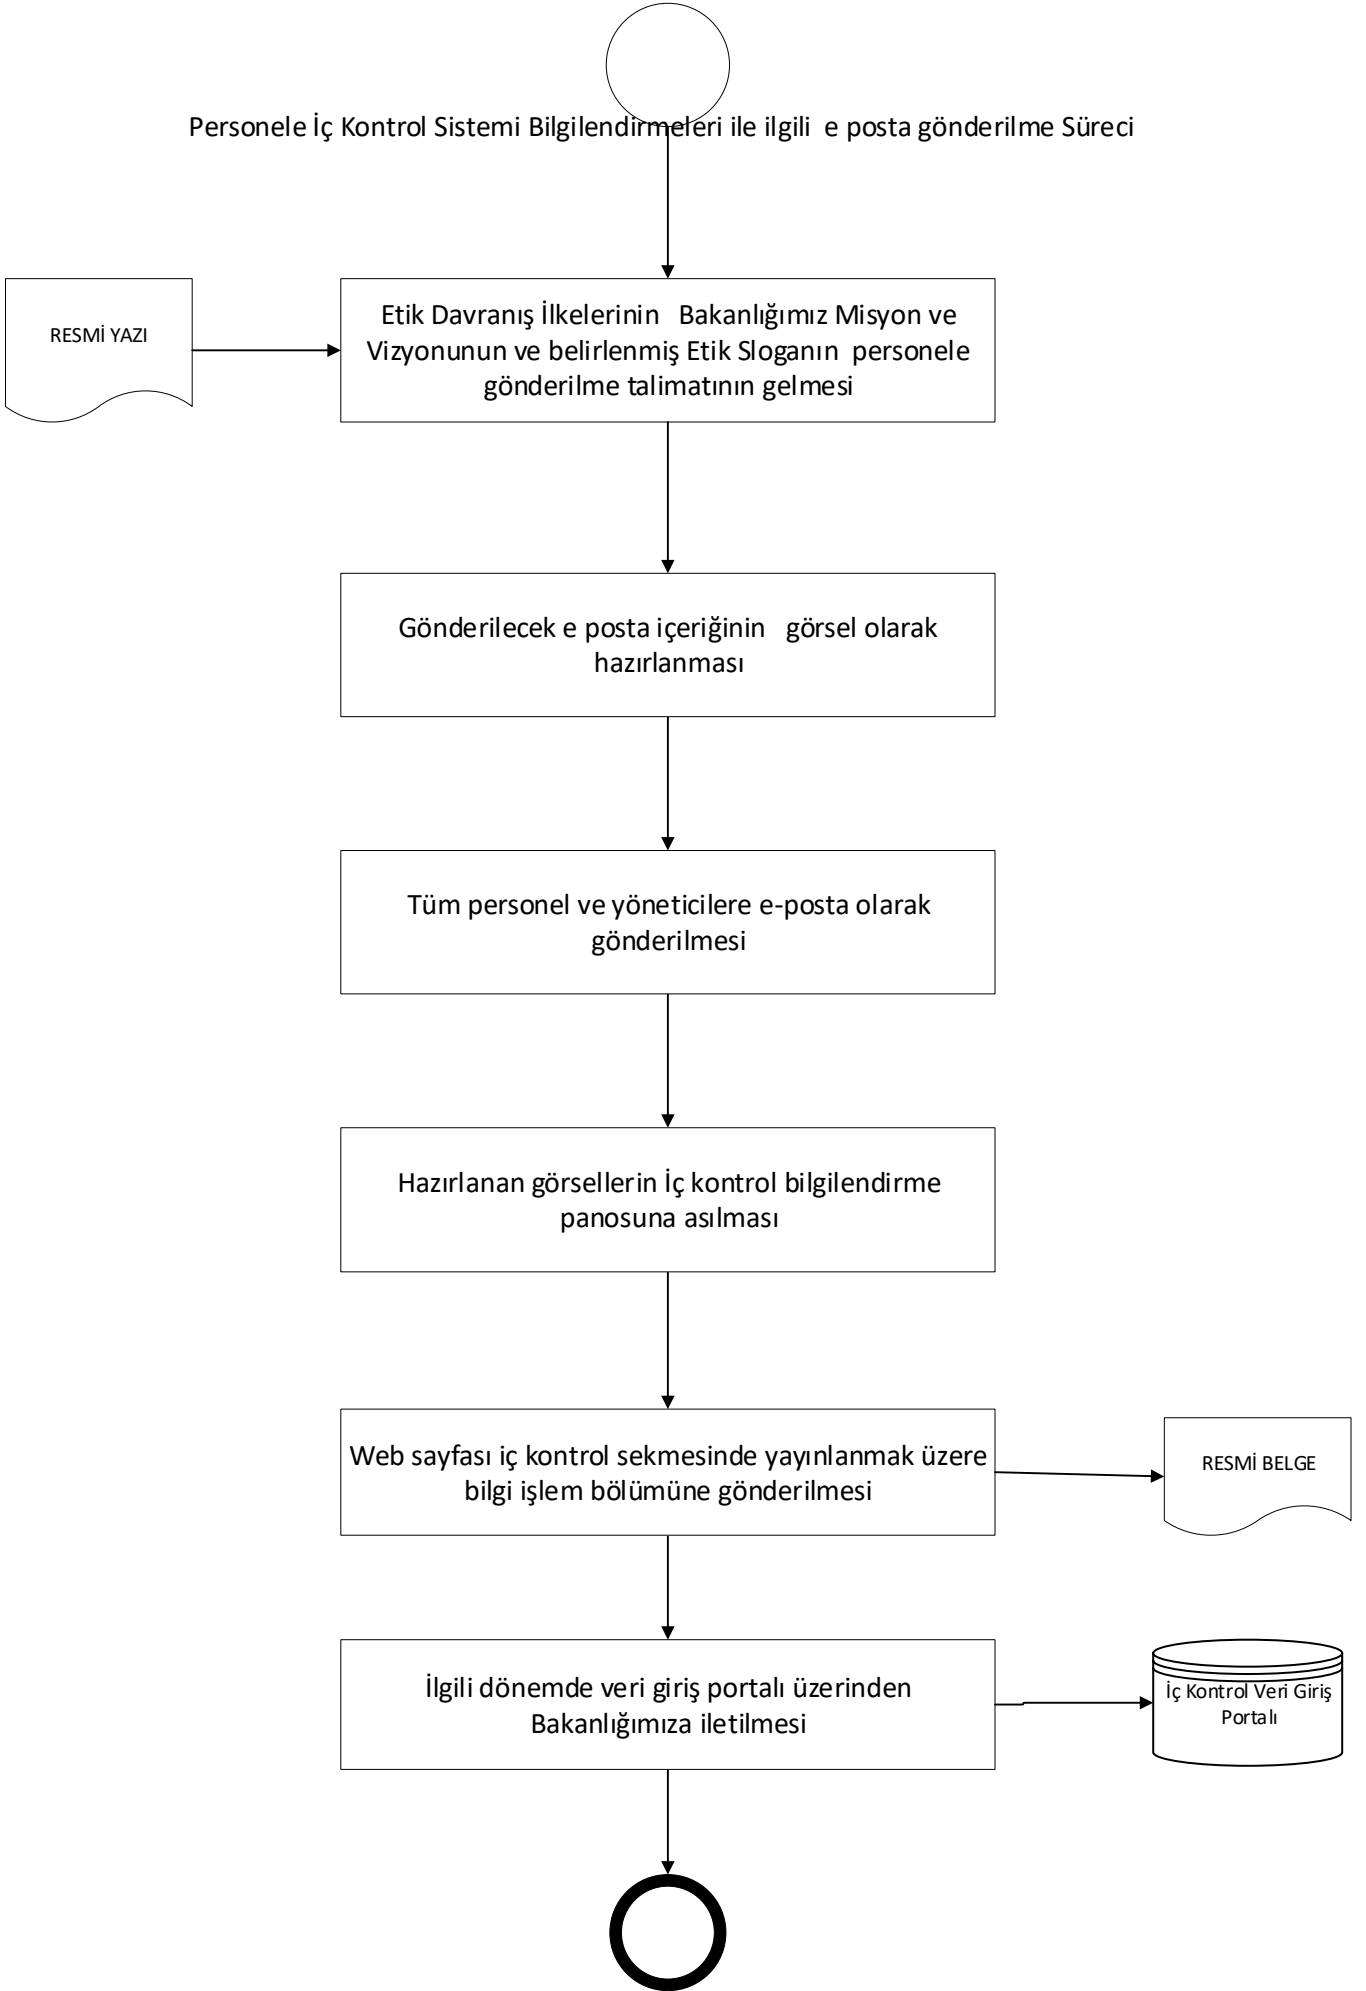 Personele İç Kontrol Sistemi Bilgilendirmeleri ile ilgili  e posta gönderilme Süreci
RESMİ YAZI
Etik Davranış İlkelerinin   Bakanlığımız Misyon ve
Vizyonunun ve belirlenmiş Etik Sloganın  personele
gönderilme talimatının gelmesi
Gönderilecek e posta içeriğinin   görsel olarak
hazırlanması
Tüm personel ve yöneticilere e-posta olarak
gönderilmesi
Hazırlanan görsellerin İç kontrol bilgilendirme
panosuna asılması
Web sayfası iç kontrol sekmesinde yayınlanmak üzere
bilgi işlem bölümüne gönderilmesi
RESMİ BELGE
İlgili dönemde veri giriş portalı üzerinden
Bakanlığımıza iletilmesi
İç Kontrol Veri Giriş
Portalı